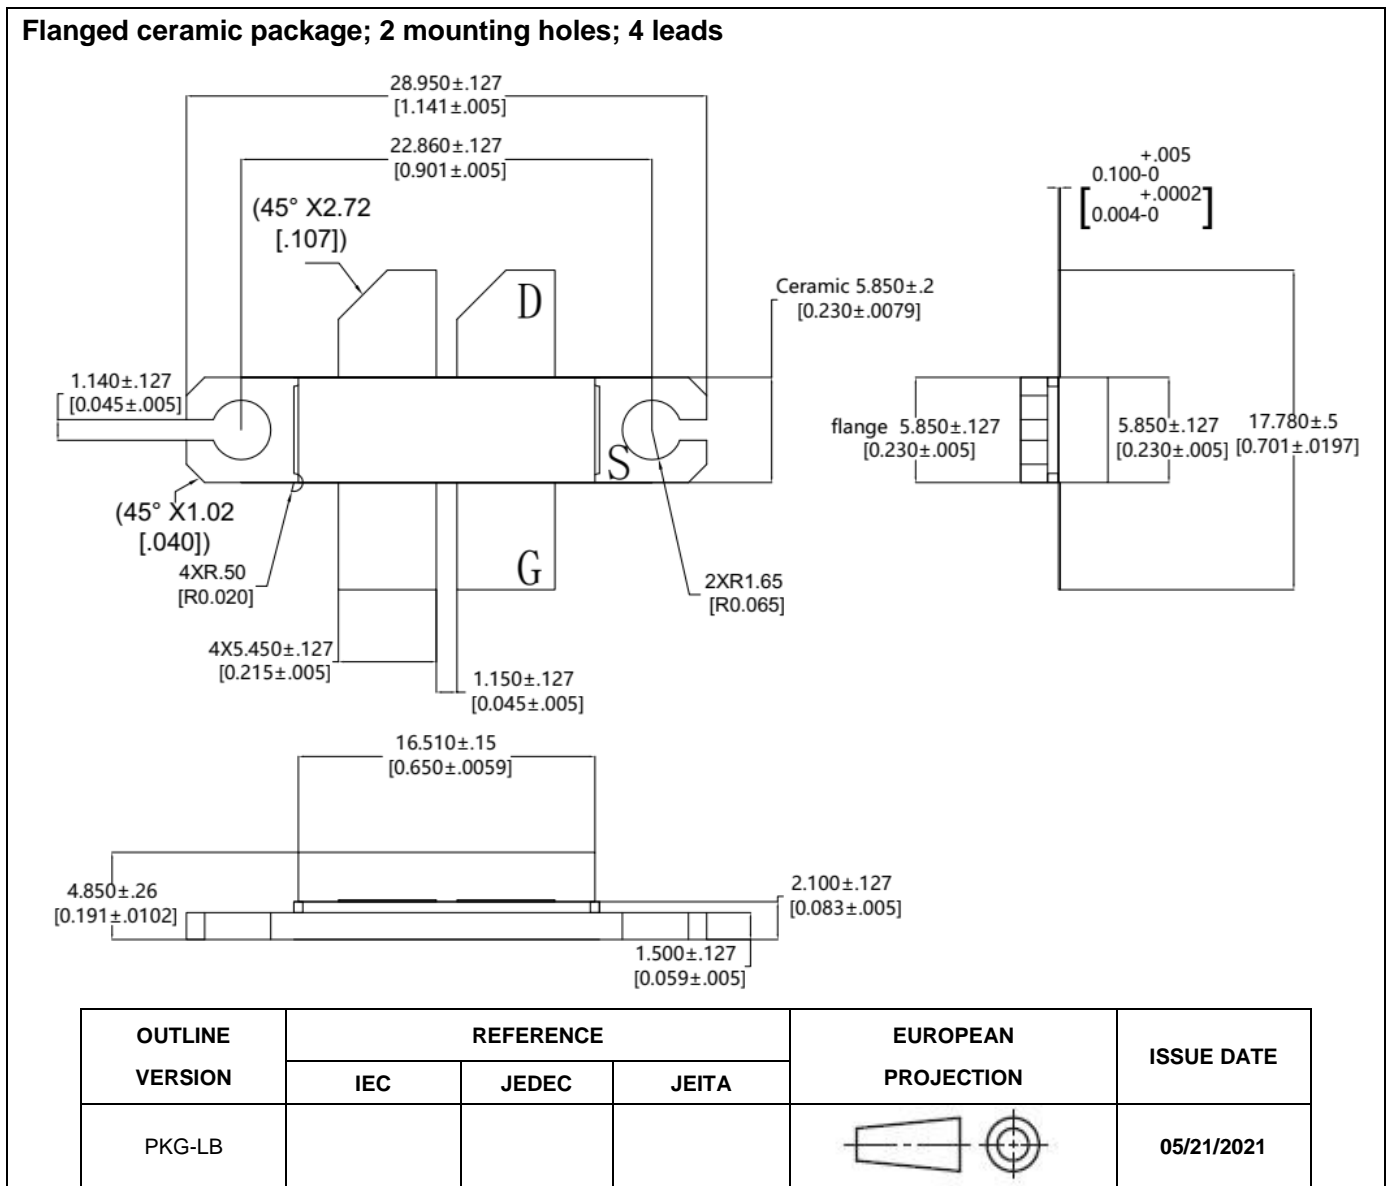 Flanged ceramic package; 2 mounting holes; 4 leads
28.950±.127
[1.141±.005]
22.860±.127
[0.901±.005]
(45° X2.72
[.107])
D
1.140±.127
[0.045±.005]
S
(45° X1.02
[.040])
4XR.50
[R0.020]
G
2XR1.65
[R0.065]
4X5.450±.127
[0.215±.005]
1.150±.127
[0.045±.005]
Ceramic 5.850±.2
[0.230±.0079]
+.005
0.100-0
+.0002
[0.004-0]
flange 5.850±.127
[0.230±.005]
5.850±.127
[0.230±.005]
17.780±.5
[0.701±.0197]
16.510±.15
[0.650±.0059]
4.850±.26
[0.191±.0102]
2.100±.127
[0.083±.005]
1.500±.127
[0.059±.005]
OUTLINE
VERSION
REFERENCE
IEC
JEDEC
JEITA
EUROPEAN
PROJECTION
ISSUE DATE
PKG-LB
05/21/2021